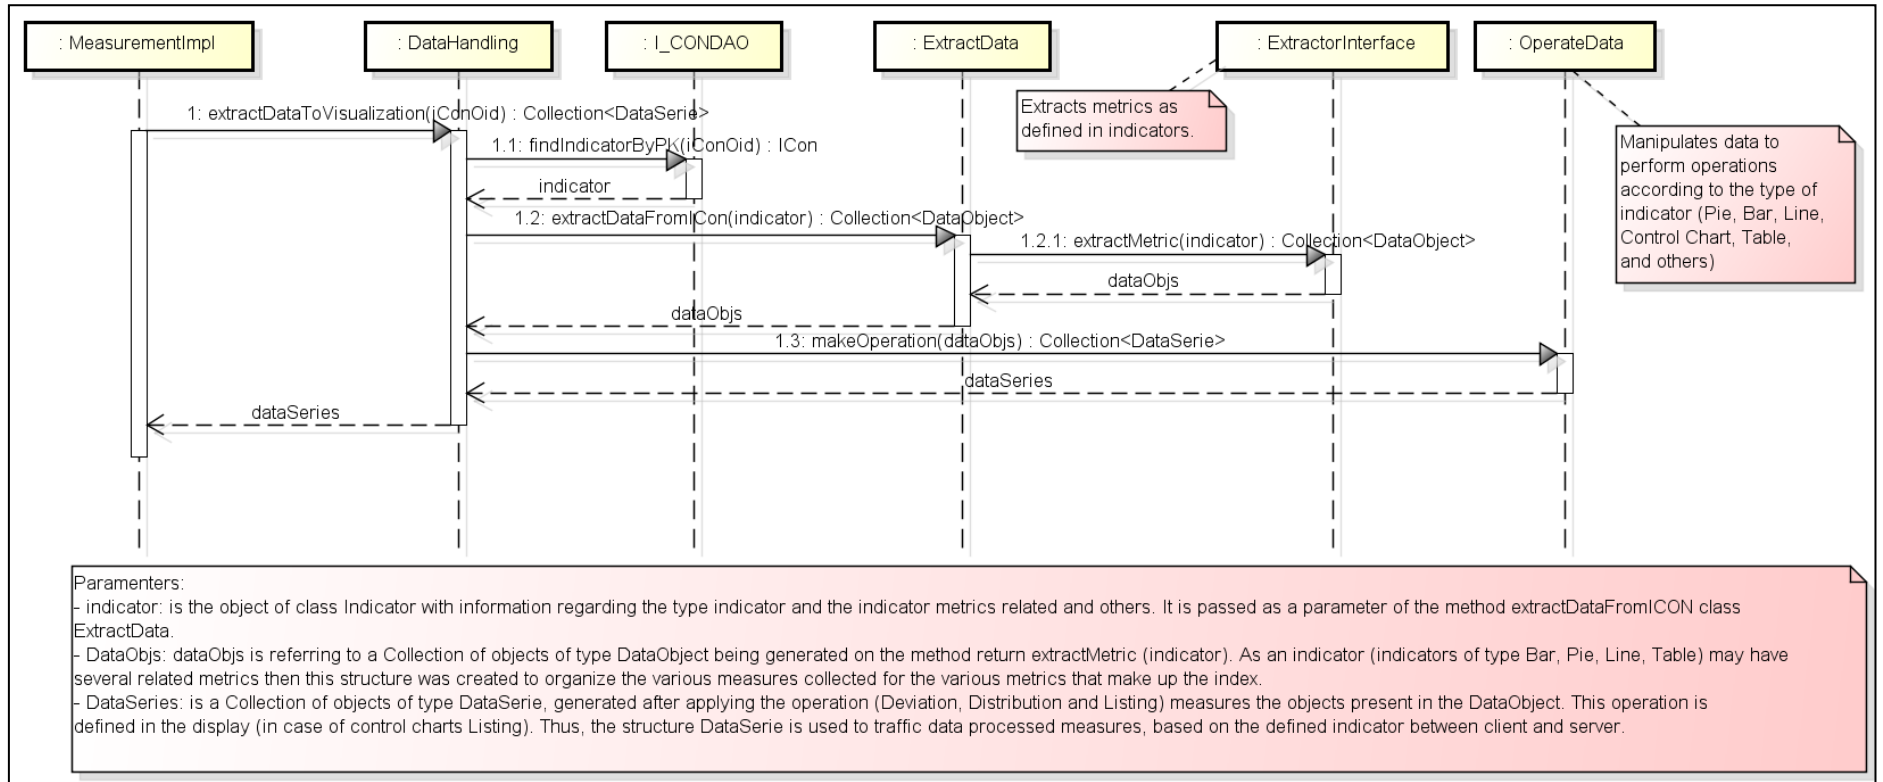 : MeasurementImpl
: DataHandling
: I_CONDAO
: ExtractData
: ExtractorInterface
: OperateData
Extracts metrics as
defined in indicators.
Manipulates data to
perform operations
according to the type of
indicator (Pie, Bar, Line,
Control Chart, Table,
and others)
1: extractDataToVisualization(iConOid) : Collection<DataSerie>
1.1: findIndicatorByPK(iConOid) : ICon
indicator
1.2: extractDataFromICon(indicator) : Collection<DataObject>
1.2.1: extractMetric(indicator) : Collection<DataObject>
dataObjs
dataObjs
1.3: makeOperation(dataObjs) : Collection<DataSerie>
dataSeries
dataSeries
Paramenters:
- indicator: is the object of class Indicator with information regarding the type indicator and the indicator metrics related and others. It is passed as a parameter of the method extractDataFromICON class
ExtractData.
- DataObjs: dataObjs is referring to a Collection of objects of type DataObject being generated on the method return extractMetric (indicator). As an indicator (indicators of type Bar, Pie, Line, Table) may have
several related metrics then this structure was created to organize the various measures collected for the various metrics that make up the index.
- DataSeries: is a Collection of objects of type DataSerie, generated after applying the operation (Deviation, Distribution and Listing) measures the objects present in the DataObject. This operation is
defined in the display (in case of control charts Listing). Thus, the structure DataSerie is used to traffic data processed measures, based on the defined indicator between client and server.